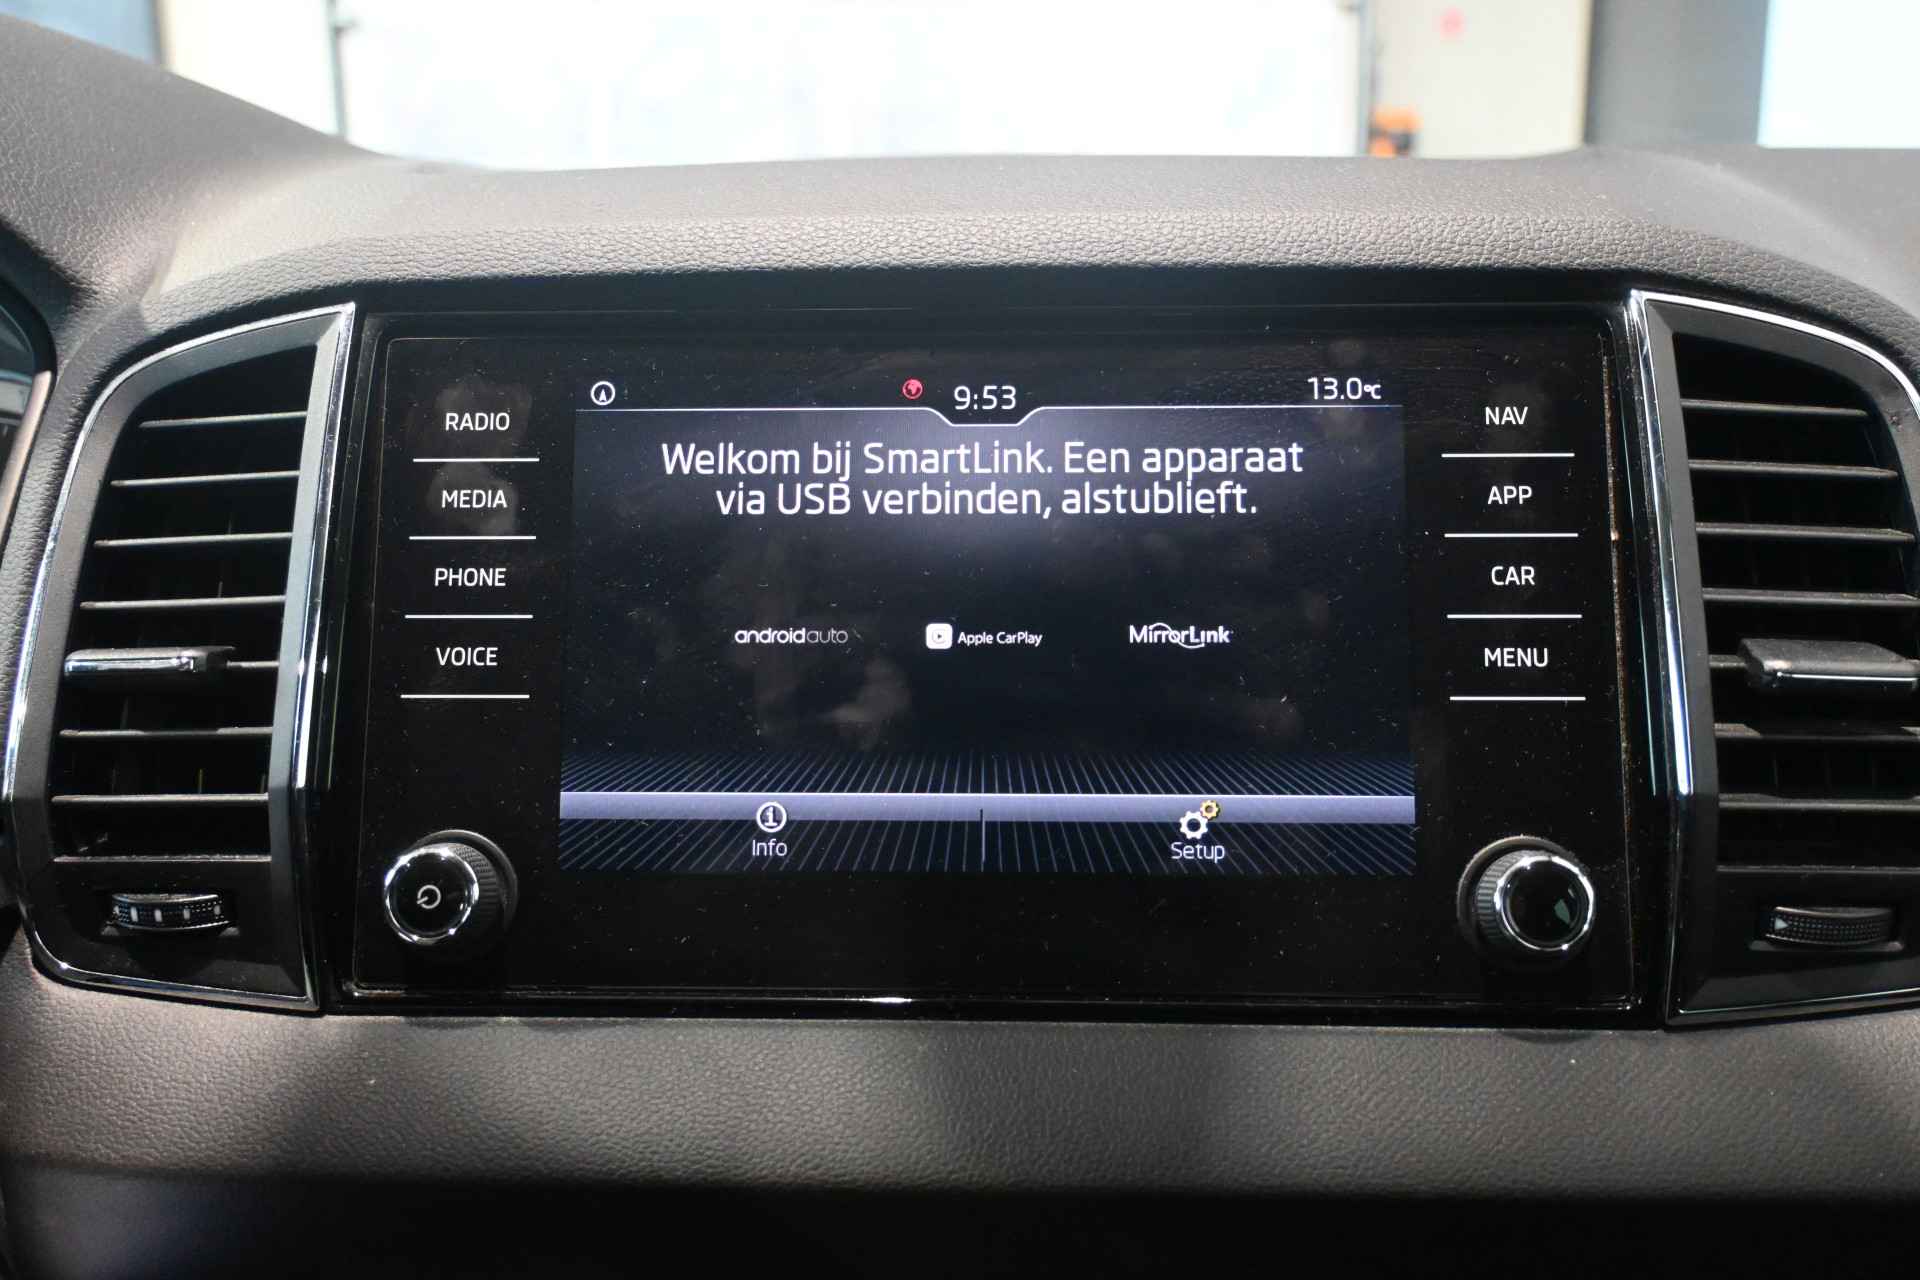 9:53
13.0°C
RADIO
MEDIA
PHONE
VOICE
Welkom bij SmartLink. Een apparaat
via USB verbinden, alstublieft.
androidauto
Apple CarPlay
MirrorLink
Info
Setup
NAV
APP
CAR
MENU